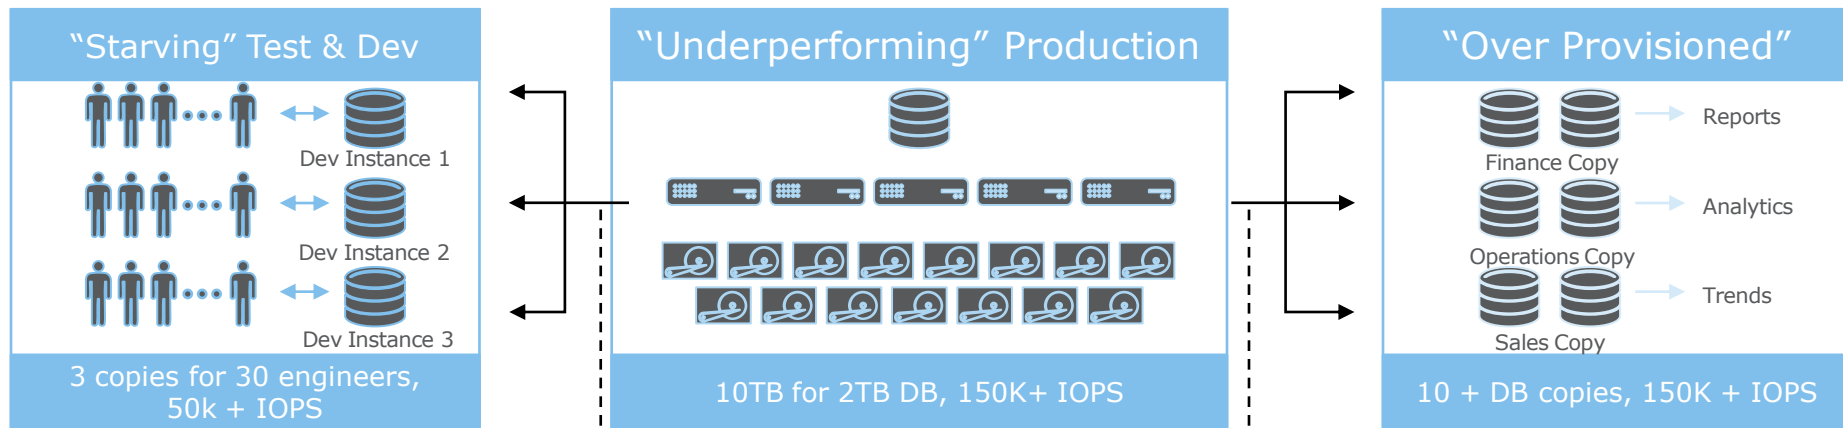 “Starving” Test & Dev
Dev Instance 1
Dev Instance 2
Dev Instance 3
3 copies for 30 engineers,
50k + IOPS
“Underperforming” Production
10TB for 2TB DB, 150K+ IOPS
“Over Provisioned”
Reports
Finance Copy
Analytics
Operations Copy
Trends
Sales Copy
10 + DB copies, 150K + IOPS